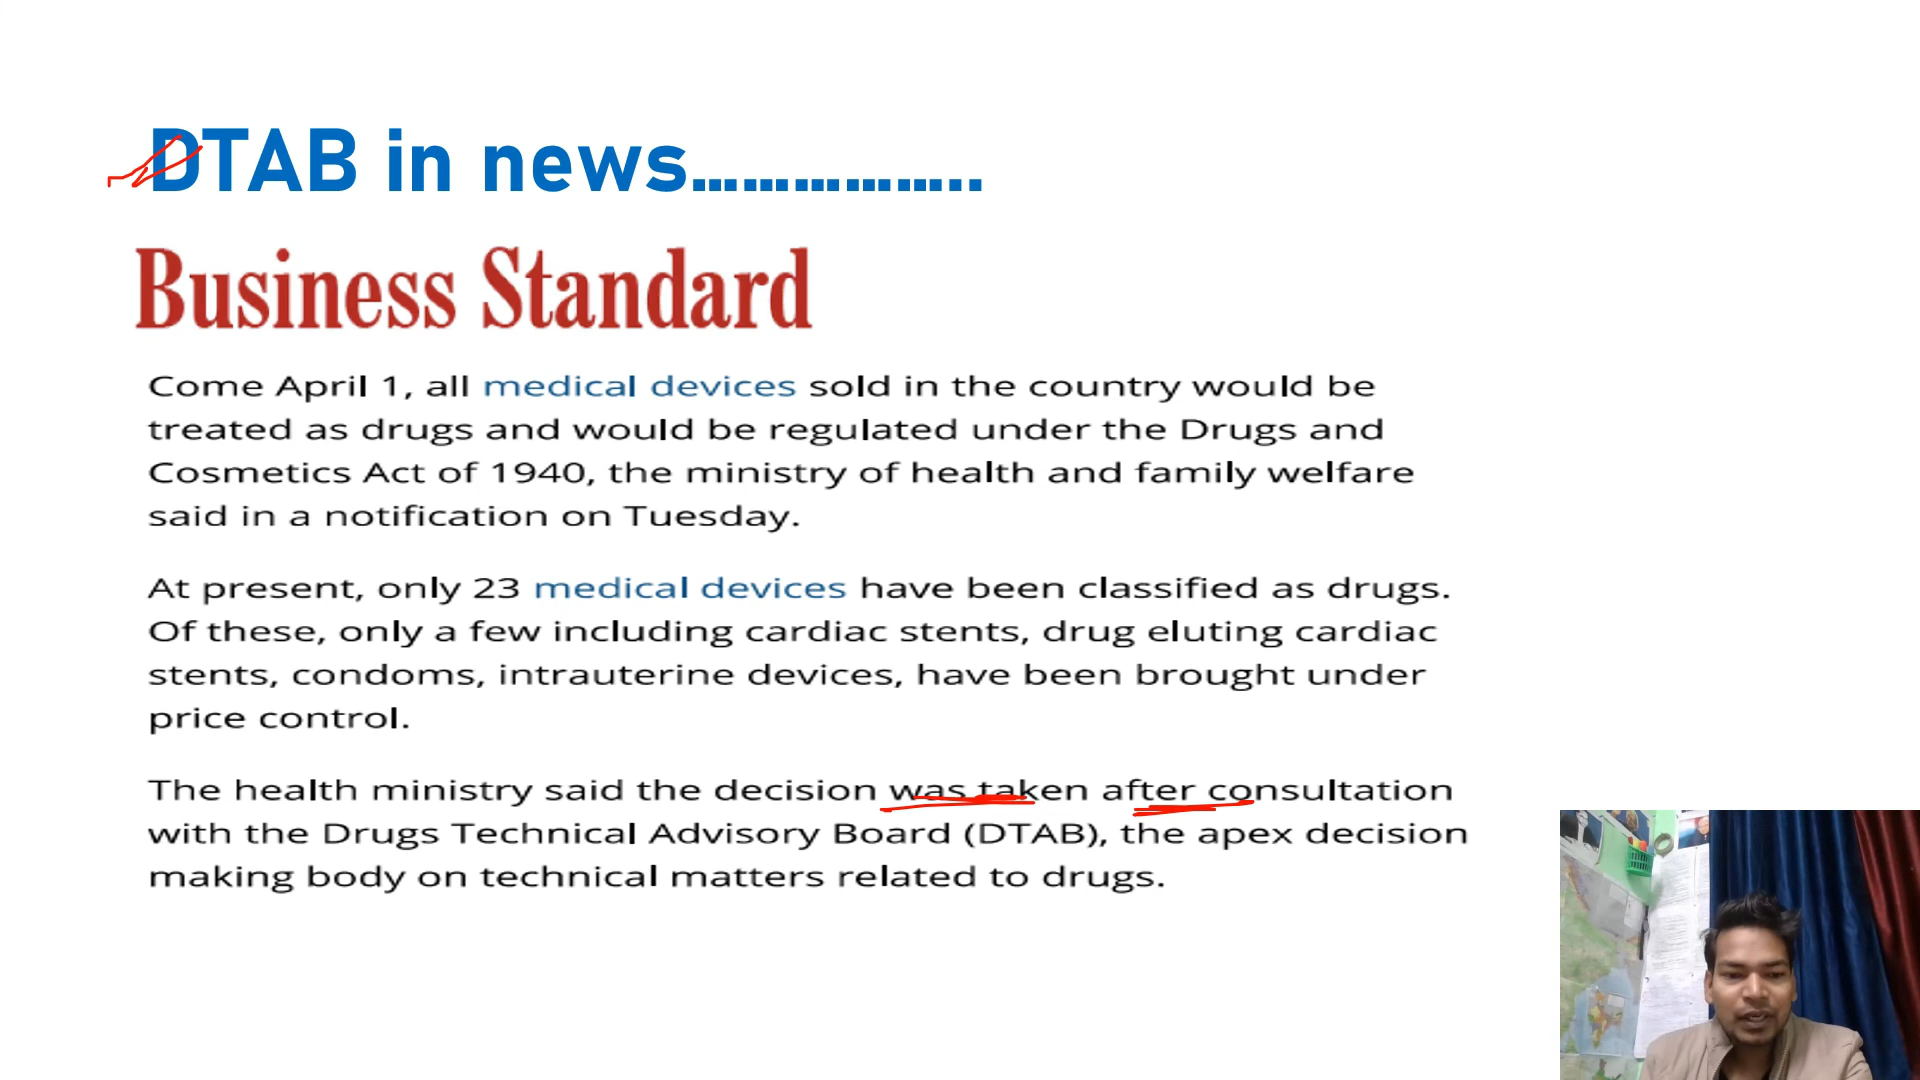 DTAB in news……………..
Business Standard
Come April 1, all medical devices sold in the country would be
treated as drugs and would be regulated under the Drugs and
Cosmetics Act of 1940, the ministry of health and family welfare
said in a notification on Tuesday.
At present, only 23 medical devices have been classified as drugs.
Of these, only a few including cardiac stents, drug eluting cardiac
stents, condoms, intrauterine devices, have been brought under
price control.
The health ministry said the decision was taken after consultation
with the Drugs Technical Advisory Board (DTAB), the apex decision
making body on technical matters related to drugs.